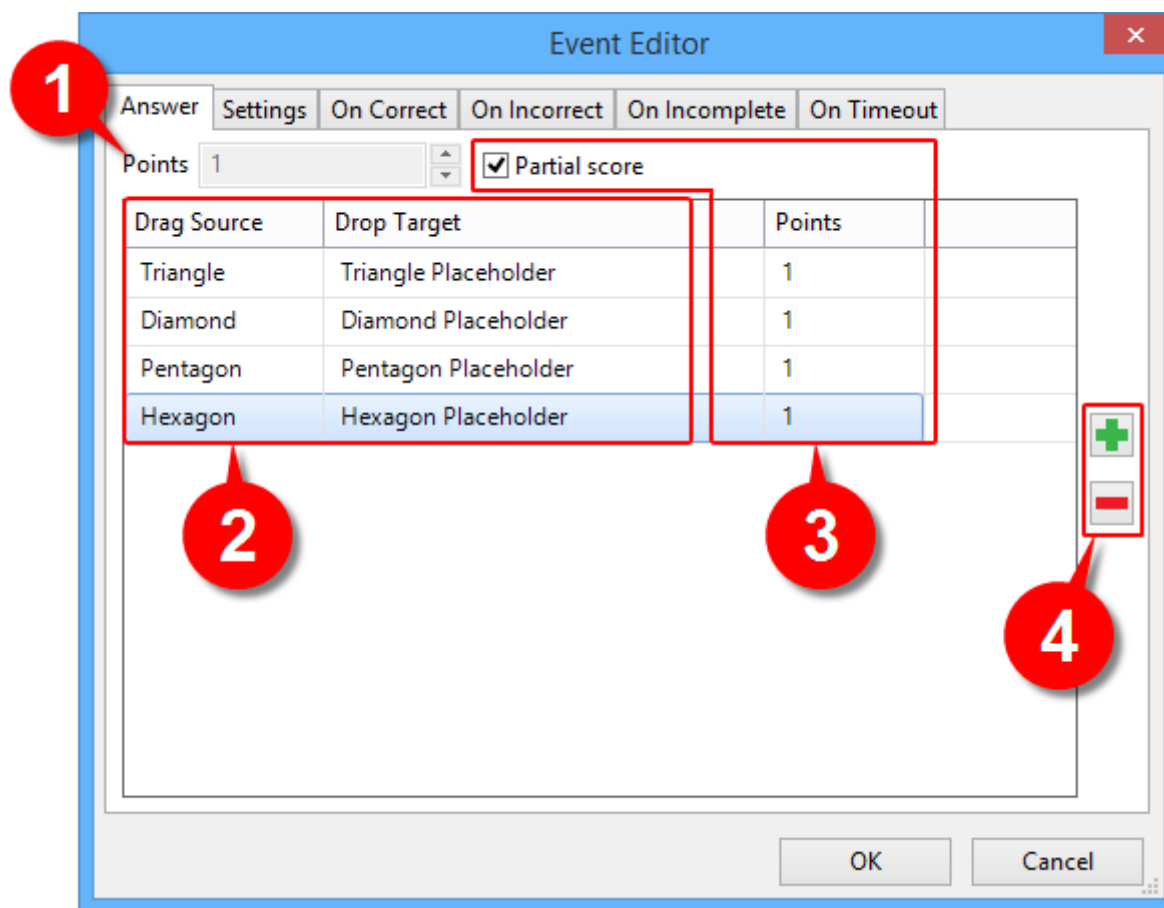 Event Editor
1
Answer Settings On Correct On Incorrect On Incomplete On Timeout
Points 1 Partial score
Drag Source Drop Target Points
Triangle Triangle Placeholder 1
Diamond Diamond Placeholder 1
Pentagon Pentagon Placeholder 1
Hexagon Hexagon Placeholder 1
2 3
4
OK Cancel